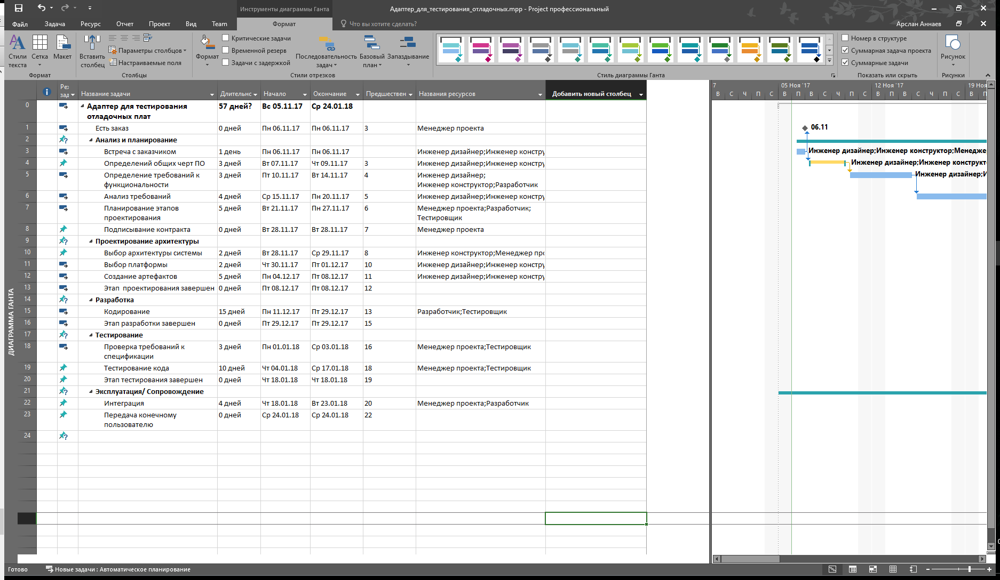 Инструменты диаграммы Ганта
Адаптер_для_тестирования_отладочных.mpp - Project профессиональный
Файл Задача Ресурс Отчет Проект Вид Team Формат Что вы хотите сделать? Арслан Аннаев
Стили текста
Сетка
Макет
Формат
Вставить столбец
Параметры столбцов
Настраиваемые поля
Столбцы
Формат
Критические задачи
Временной резерв
Задачи с задержкой
Последовательность задач
Базовый план
Запаздывание
Стили отрезков
Стиль диаграммы Ганта
Номер в структуре
Суммарная задача проекта
Суммарные задачи
Показать или скрыть
Рисунок
Рисунки
ДИАГРАММА ГАНТА
Название задачи Длительнс Начало Окончание Предшествен Названия ресурсов Добавить новый столбец
7 05 Ноя '17 12 Ноя '17 19 Ноя
В С Ч П С В П В С Ч П С В П В С Ч П С В П
0 Адаптер для тестирования 57 дней? Вс 05.11.17 Ср 24.01.18
отладочных плат
1 Есть заказ 0 дней Пн 06.11.17 Пн 06.11.17 3 Менеджер проекта
06.11
2 Анализ и планирование
3 Встреча с заказчиком 1 день Пн 06.11.17 Пн 06.11.17 Инженер дизайнер;Инженер констру
Инженер дизайнер;Инженер конструктор;Менедже
4 Определений общих черт ПО 3 дней Вт 07.11.17 Чт 09.11.17 3 Инженер дизайнер;Инженер констру
Инженер дизайнер;Инженер конструкт
5 Определение требований к 3 дней Пт 10.11.17 Вт 14.11.17 4 Инженер дизайнер;
функциональности Инженер конструктор;Разработчик
Инженер дизайнер;И
6 Анализ требований 4 дней Ср 15.11.17 Пн 20.11.17 5 Инженер дизайнер;Инженер констру
7 Планирование этапов 5 дней Вт 21.11.17 Пн 27.11.17 6 Менеджер проекта;Разработчик;
проектирования Тестировщик
8 Подписывание контракта 0 дней Вт 28.11.17 Вт 28.11.17 7 Менеджер проекта
9 Проектирование архитектуры
10 Выбор архитектуры системы 2 дней Вт 28.11.17 Ср 29.11.17 8 Инженер конструктор;Менеджер прс
11 Выбор платформы 2 дней Чт 30.11.17 Пт 01.12.17 10 Инженер дизайнер;Инженер констру
12 Создание артефактов 5 дней Пн 04.12.17 Пт 08.12.17 11 Инженер дизайнер;Инженер констру
13 Этап проектирования завершен 0 дней Пт 08.12.17 Пт 08.12.17 12
14 Разработка
15 Кодирование 15 дней Пн 11.12.17 Пт 29.12.17 13 Разработчик;Тестировщик
16 Этап разработки завершен 0 дней Пт 29.12.17 Пт 29.12.17 15
17 Тестирование
18 Проверка требований к 3 дней Пн 01.01.18 Ср 03.01.18 16 Менеджер проекта;Тестировщик
спецификации
19 Тестирование кода 10 дней Чт 04.01.18 Ср 17.01.18 18 Менеджер проекта;Тестировщик
20 Этап тестирования завершен 0 дней Чт 18.01.18 Чт 18.01.18 19
21 Эксплуатация/ Сопровождение
22 Интеграция 4 дней Чт 18.01.18 Вт 23.01.18 20 Менеджер проекта;Разработчик
23 Передача конечному 0 дней Ср 24.01.18 Ср 24.01.18 22
пользователю
24
Готово Новые задачи : Автоматическое планирование